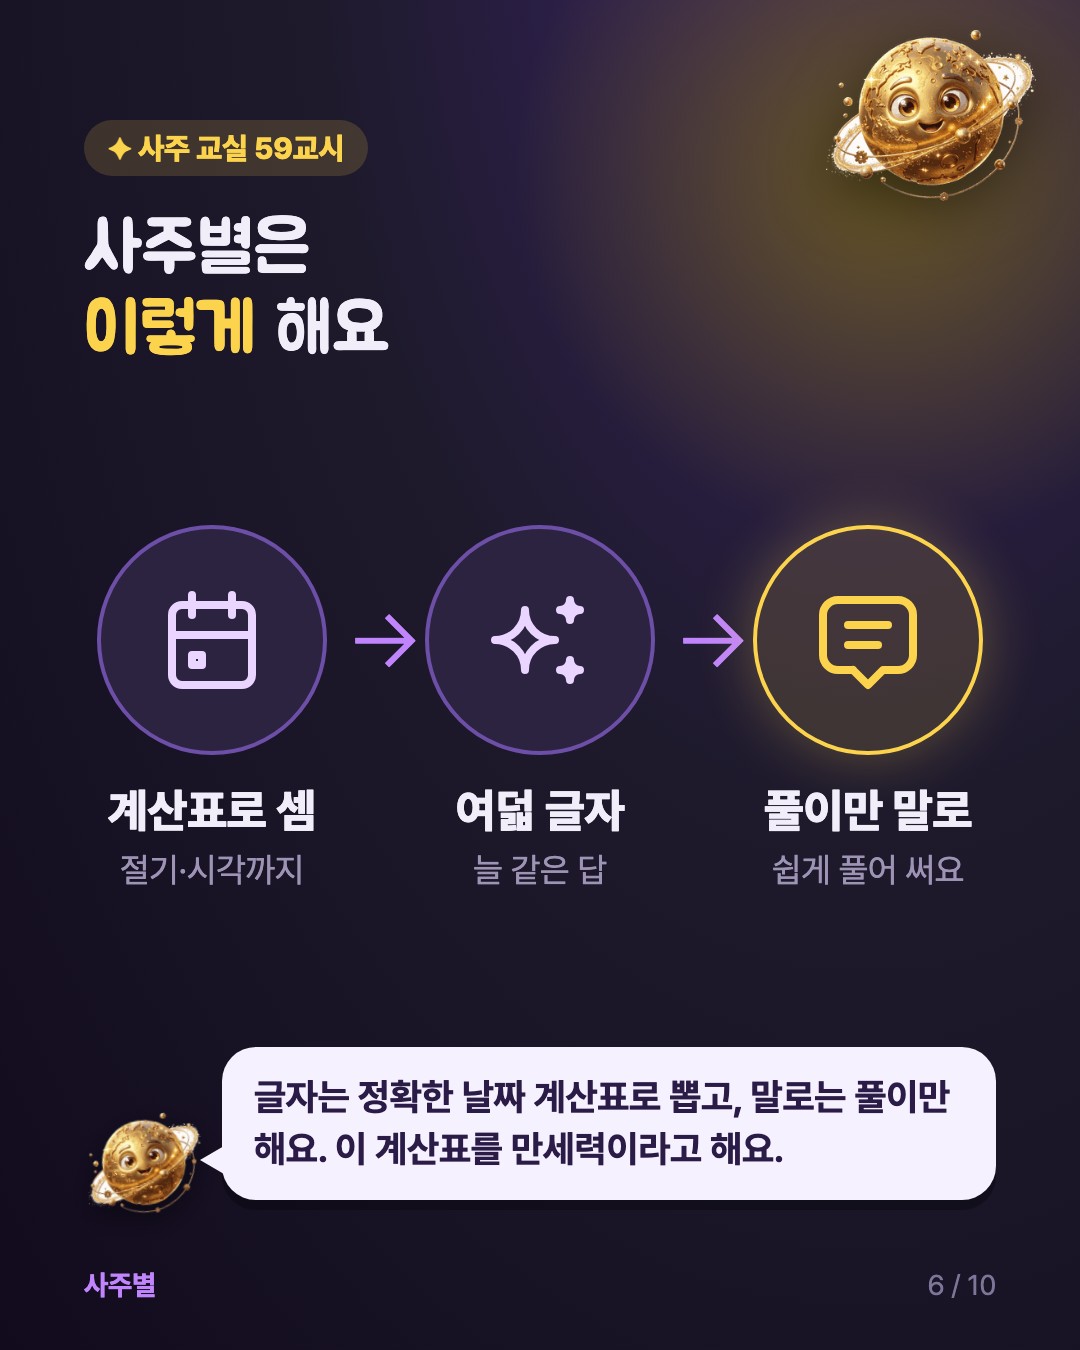 사주 교실 59교시
사주별은
이렇게 해요
계산표로 셈
절기·시각까지
여덟 글자
늘 같은 답
풀이만 말로
쉽게 풀어 써요
글자는 정확한 날짜 계산표로 뽑고, 말로는 풀이만
해요. 이 계산표를 만세력이라고 해요.
사주별
6 / 10